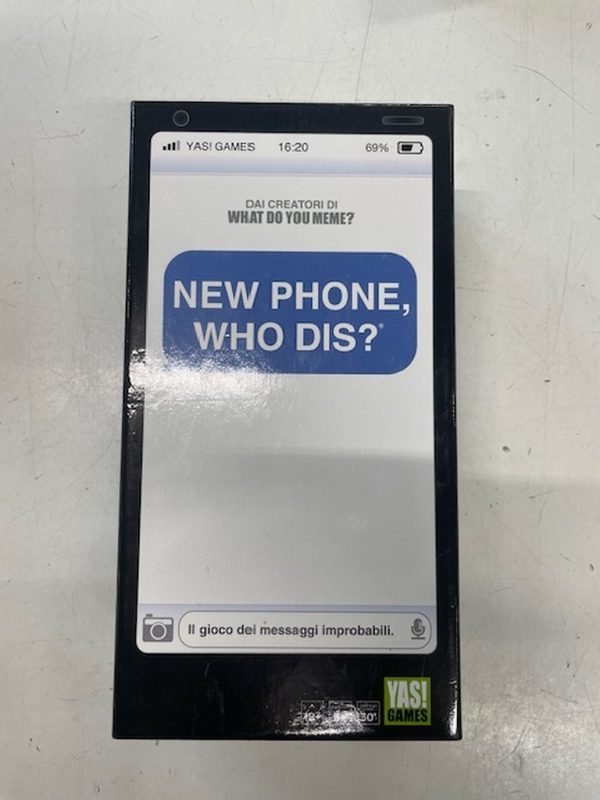 YAS! GAMES 16:20 69%
DAI CREATORI DI
WHAT DO YOU MEME?
NEW PHONE,
WHO DIS?
Il gioco dei messaggi improbabili.
YAS!
GAMES